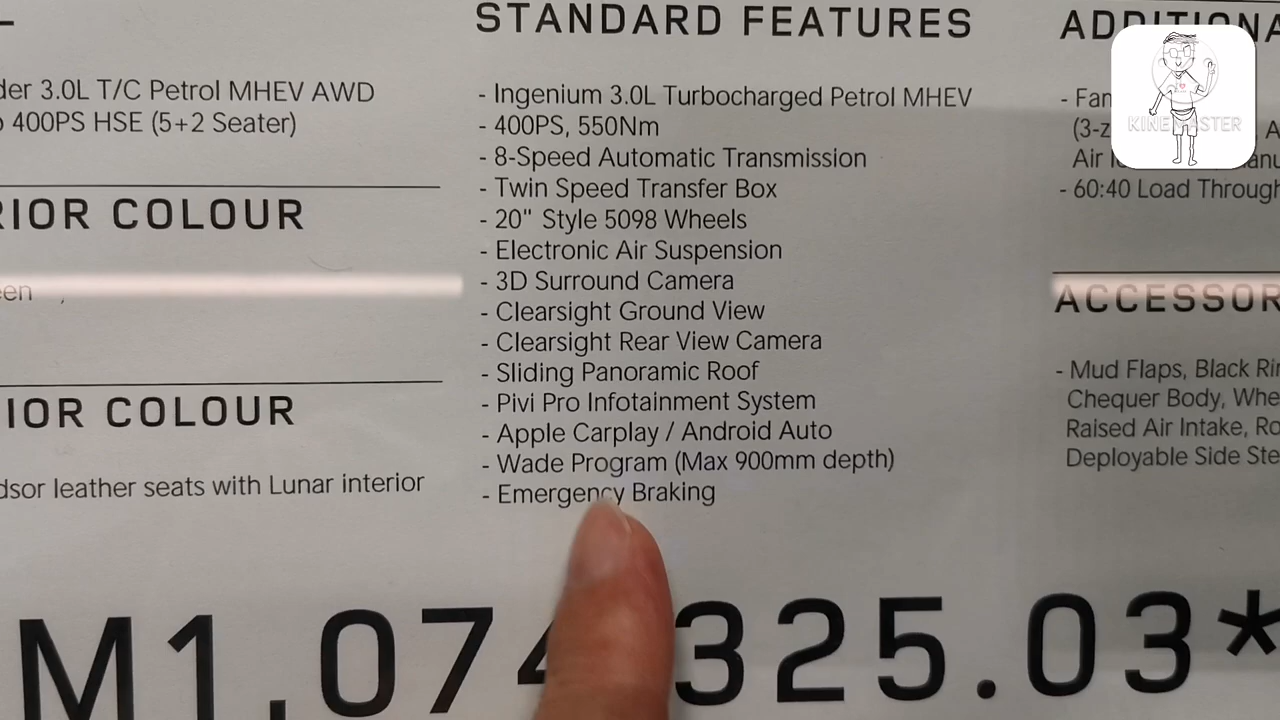 der 3.0L T/C Petrol MHEV AWD
400PS HSE (5+2 Seater)
RIOR COLOUR
een
IOR COLOUR
dsor leather seats with Lunar interior
STANDARD FEATURES
- Ingenium 3.0L Turbocharged Petrol MHEV
- 400PS, 550Nm
- 8-Speed Automatic Transmission
- Twin Speed Transfer Box
- 20" Style 5098 Wheels
- Electronic Air Suspension
- 3D Surround Camera
- Clearsight Ground View
- Clearsight Rear View Camera
- Sliding Panoramic Roof
- Pivi Pro Infotainment System
- Apple Carplay / Android Auto
- Wade Program (Max 900mm depth)
- Emergency Braking
ADDITIONA
(3-z
Air
- 60:40 Load Through
ACCESSOR
- Mud Flaps, Black Ri
Chequer Body, Whe
Raised Air Intake, Ro
Deployable Side Ste
M1,074 325.03*
KINEMASTER